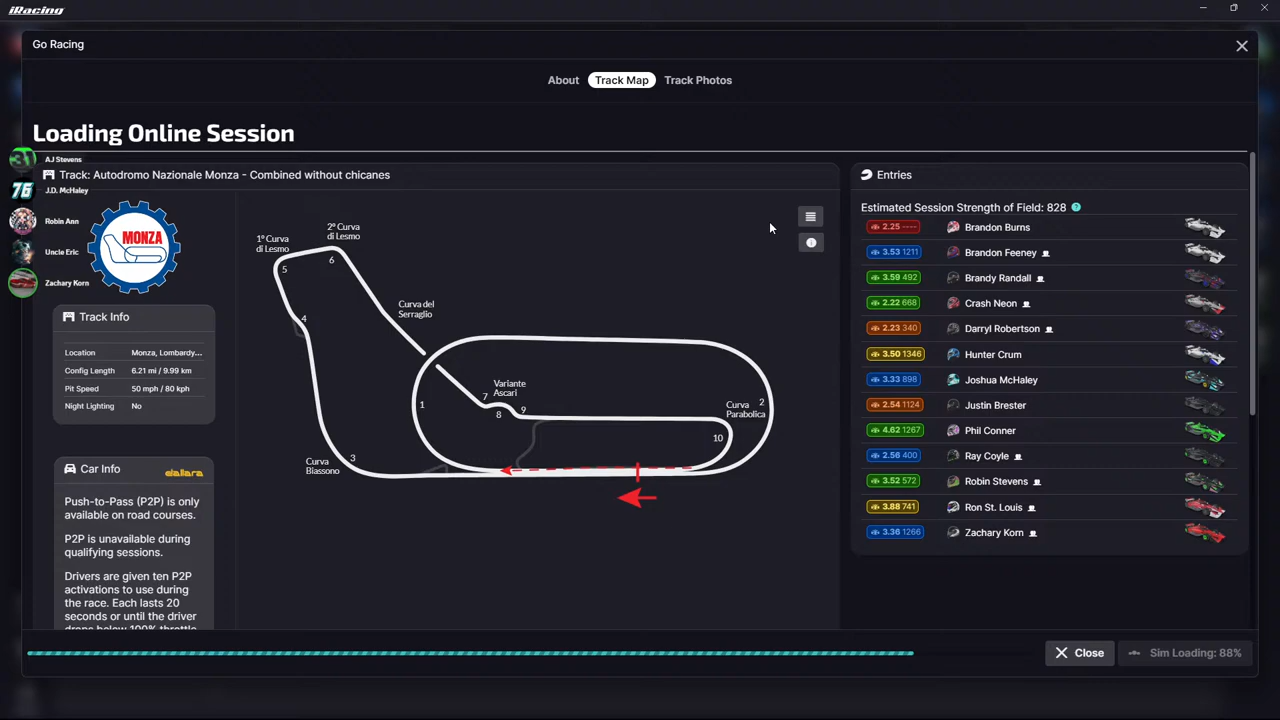 iRacing
Go Racing
About
Track Map
Track Photos
Loading Online Session
AJ Stevens
76
J.D. McHaley
Robin Ann
Uncle Eric
Zachary Korn
Track: Autodromo Nazionale Monza - Combined without chicanes
MONZA
Track Info
Location Monza, Lombardy...
Config Length 6.21 mi / 9.99 km
Pit Speed 50 mph / 80 kph
Night Lighting No
Car Info
dallara
Push-to-Pass (P2P) is only
available on road courses.
P2P is unavailable during
qualifying sessions.
Drivers are given ten P2P
activations to use during
the race. Each lasts 20
seconds or until the driver
drops below 100% throttle
1º Curva
di Lesmo
2º Curva
di Lesmo
5
6
4
Curva del
Serraglio
Variante
Ascari
1
7
8
9
Curva
Parabolica
2
10
3
Curva
Biassono
Entries
Estimated Session Strength of Field: 828
2.25 ---- Brandon Burns
3.53 1211 Brandon Feeney
3.59 492 Brandy Randall
2.22 668 Crash Neon
2.23 340 Darryl Robertson
3.50 1346 Hunter Crum
3.33 898 Joshua McHaley
2.54 1124 Justin Brester
4.62 1267 Phil Conner
2.56 400 Ray Coyle
3.52 572 Robin Stevens
3.88 741 Ron St. Louis
3.36 1266 Zachary Korn
Close
Sim Loading: 88%